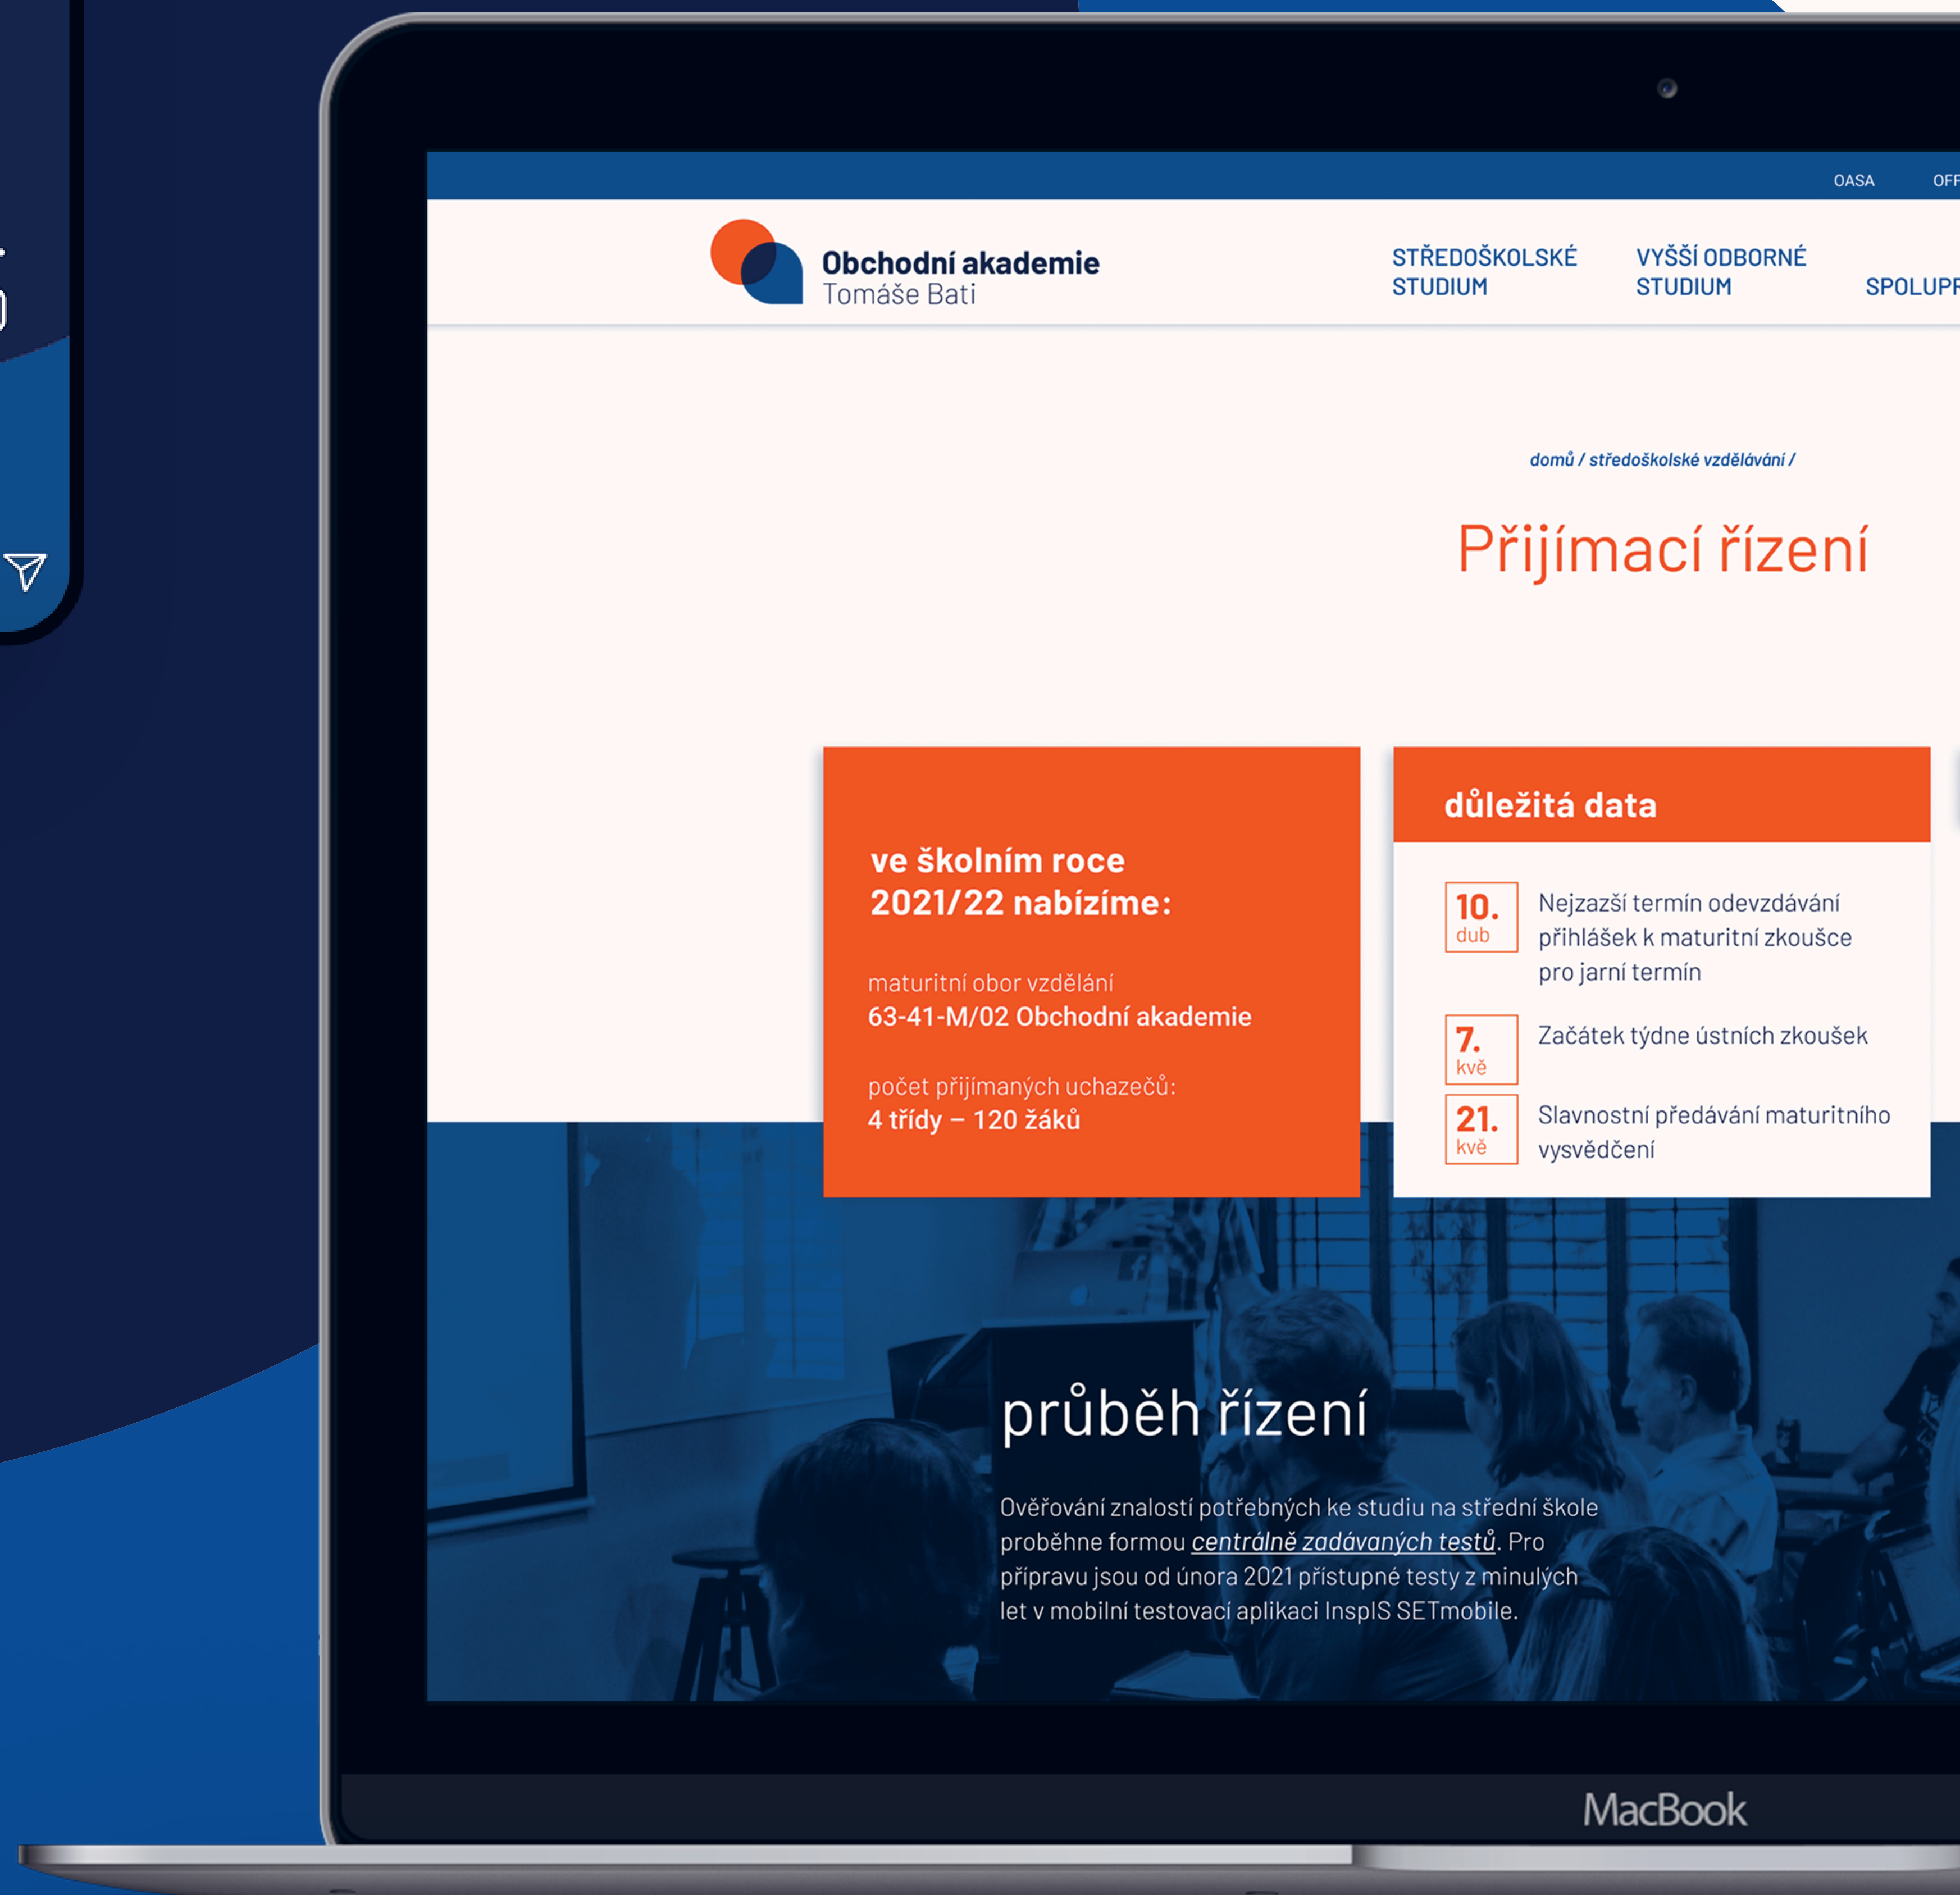 OASA
Obchodní akademie
Tomáše Bati
STŘEDOŠKOLSKÉ
STUDIUM
VYŠŠÍ ODBORNÉ
STUDIUM
domů / středoškolské vzdělávání /
Přijímací řízení
ve školním roce
2021/22 nabízíme:
maturitní obor vzdělání
63-41-M/02 Obchodní akademie
počet přijímaných uchazečů:
4 třídy – 120 žáků
důležitá data
10.
dub
Nejzazší termín odevzdávání
přihlášek k maturitní zkoušce
pro jarní termín
7.
kvě
Začátek týdne ústních zkoušek
21.
kvě
Slavnostní předávání maturitního
vysvědčení
průběh řízení
Ověřování znalostí potřebných ke studiu na střední škole
proběhne formou centrálně zadávaných testů. Pro
přípravu jsou od února 2021 přístupné testy z minulých
let v mobilní testovací aplikaci InspIS SETmobile.
MacBook